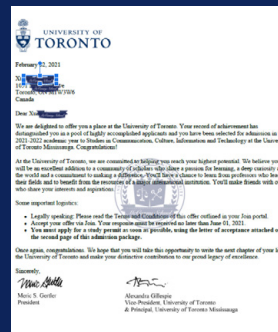 UNIVERSITY OF
TORONTO
February 2, 2021
Toronto, ON M1W3W6
Canada
Dear
We are delighted to offer you a place at the University of Toronto. Your record of achievement has
distinguished you in a pool of highly accomplished applicants and you have been selected for admission in
2021-2022 academic year to Studies in Communication, Culture, Information and Technology at the Univer
of Toronto Mississauga. Congratulations!
At the University of Toronto, we are committed to helping you reach your highest potential. We believe you
will be an exceptional addition to a community of scholars who share a passion for learning, a deep curiosity
the world and a commitment to making a difference. You'll have a chance to learn from professors who lea
their fields and to benefit from the resources of a major international institution. You'll make friends with o
who share your interests and aspirations.
Some important logistics:
• Legally speaking: Please read the Terms and Conditions of this offer outlined in your Join portal.
• Accept your offer via Join. Your response must be received no later than June 01, 2021.
• You must apply for a study permit as soon as possible, using the letter of acceptance attached o
the second page of this admission package.
Once again, congratulations. We hope that you will take this opportunity to write the next chapter of your li
the University of Toronto and make your distinctive contribution to our proud legacy of excellence.
Sincerely,
Meric S. Gertler
President
Alexandra Gillespie
Vice-President, University of Toronto
& Principal, University of Toronto Mississauga